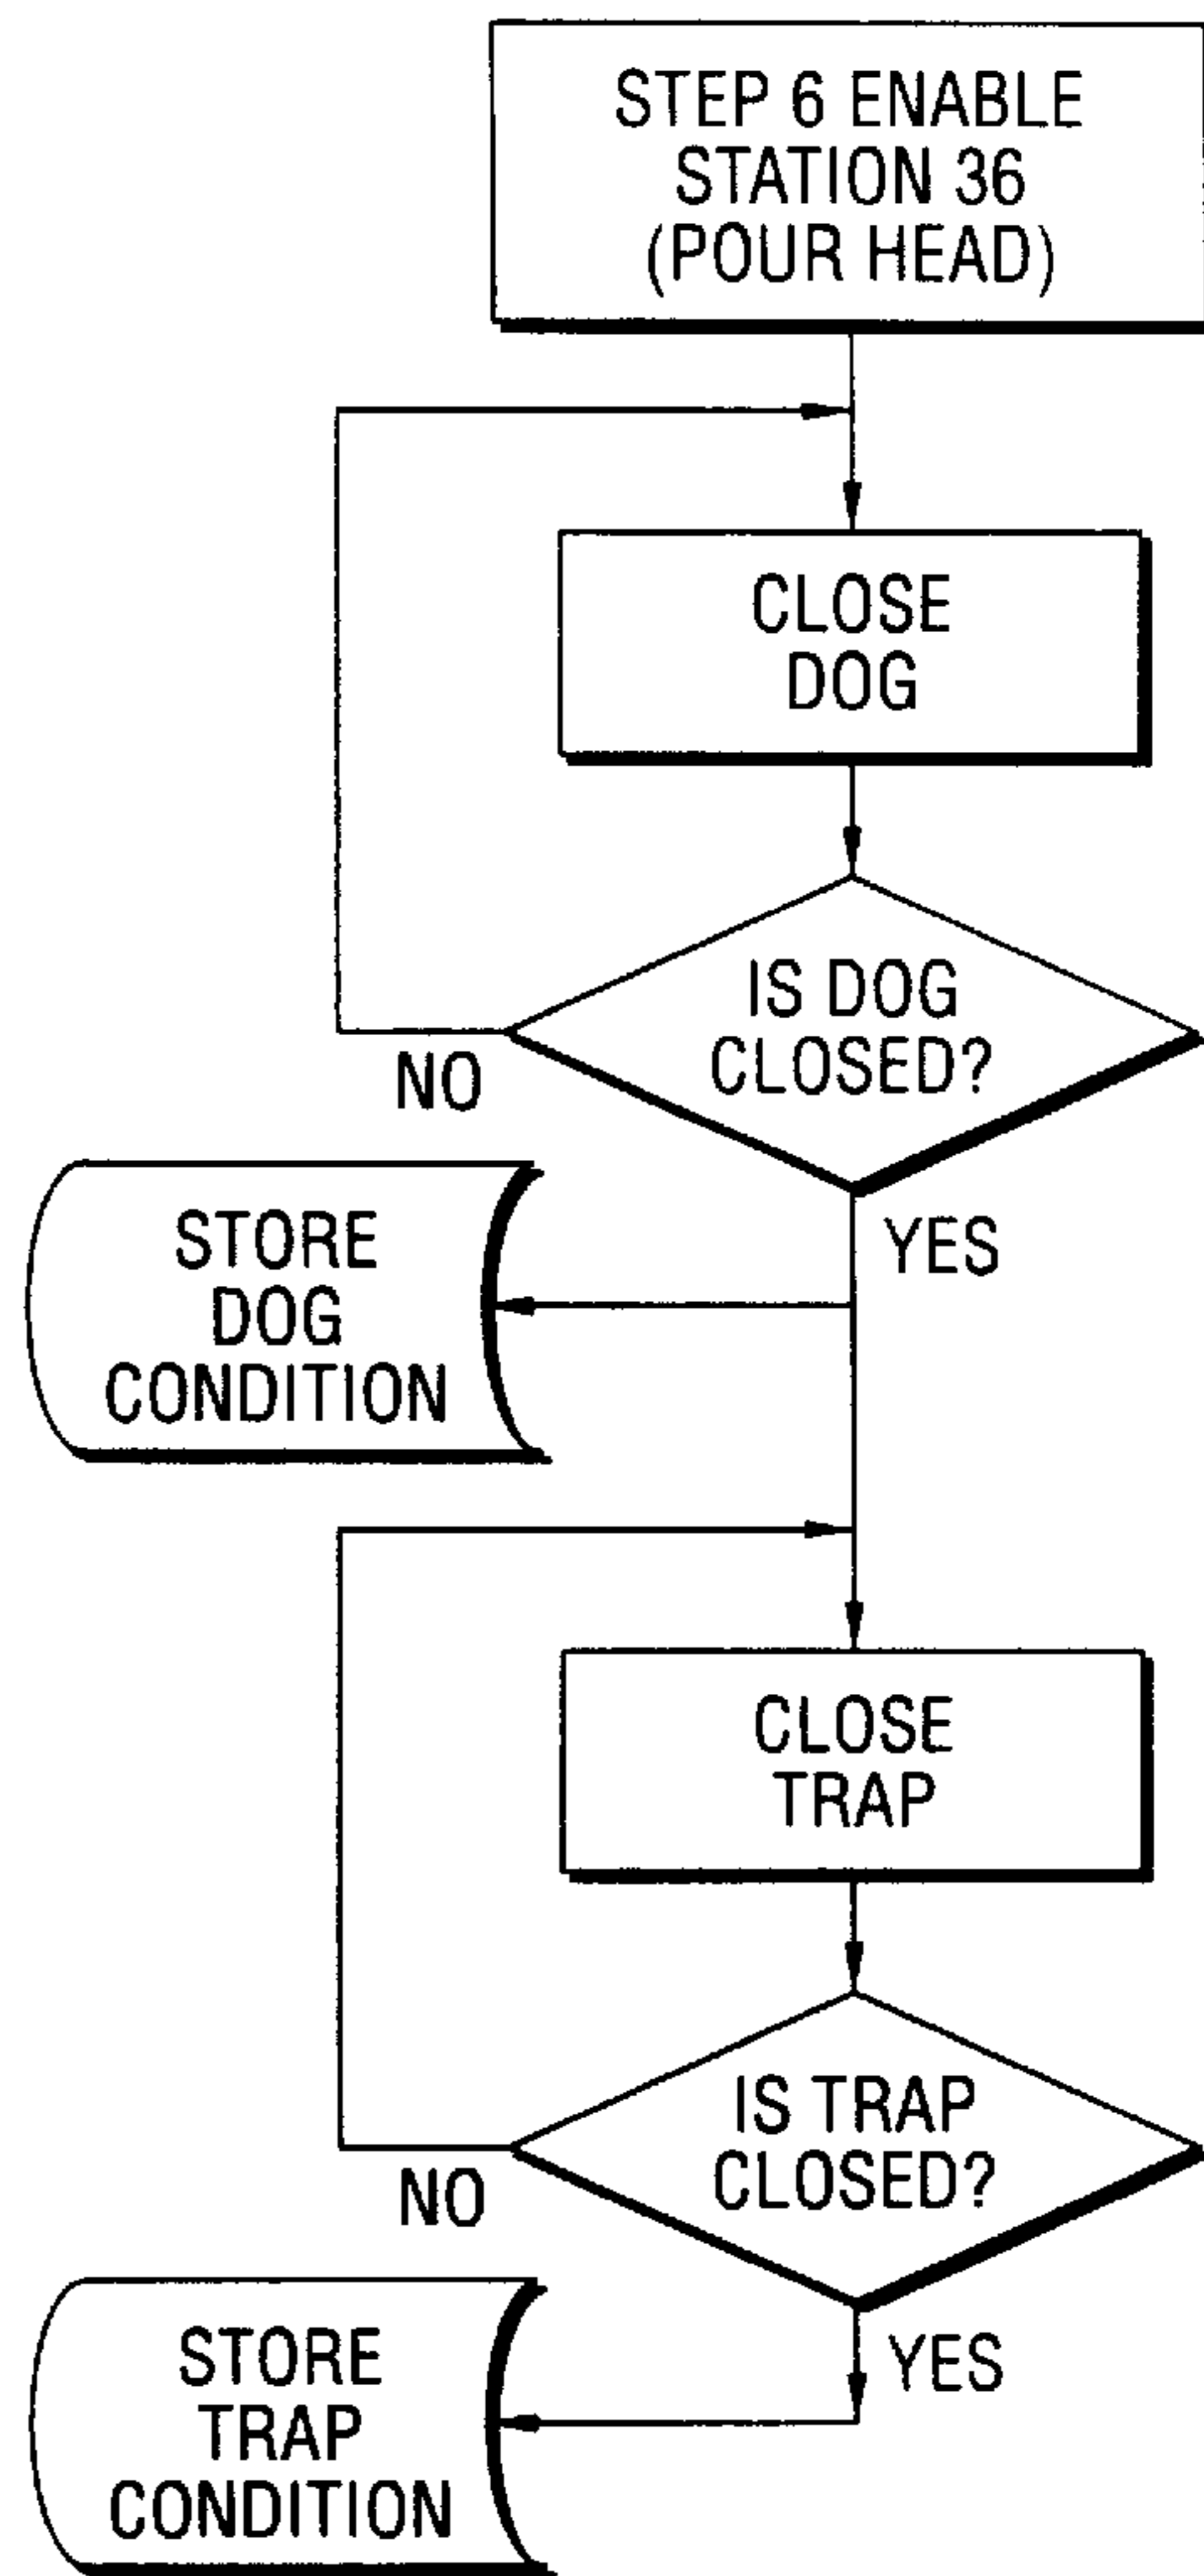 STEP 6 ENABLE
STATION 36
(POUR HEAD)
CLOSE
DOG
IS DOG
CLOSED?
NO
YES
STORE
DOG
CONDITION
CLOSE
TRAP
IS TRAP
CLOSED?
NO
YES
STORE
TRAP
CONDITION